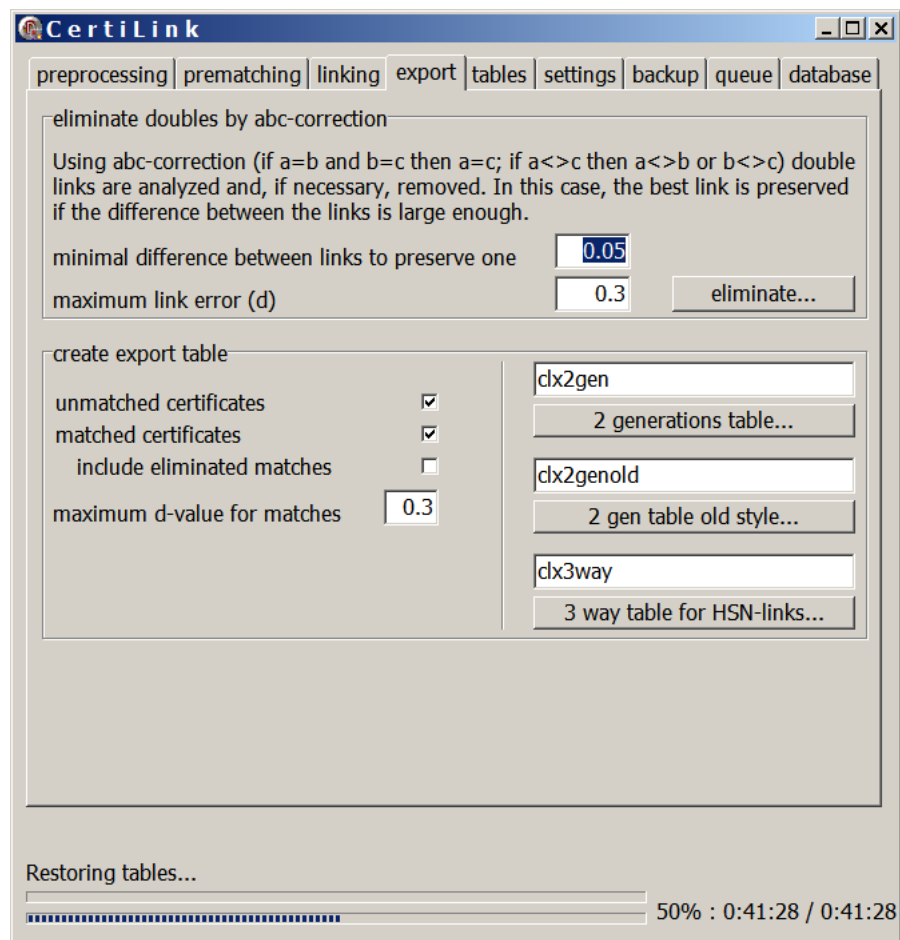 CertiLink
preprocessing prematching linking export tables settings backup queue database
eliminate doubles by abc-correction
Using abc-correction (if a=b and b=c then a=c; if a<>c then a<>b or b<>c) double
links are analyzed and, if necessary, removed. In this case, the best link is preserved
if the difference between the links is large enough.
minimal difference between links to preserve one 0.05
maximum link error (d) 0.3 eliminate...
create export table
unmatched certificates
matched certificates
include eliminated matches
maximum d-value for matches 0.3
clx2gen
2 generations table...
clx2genold
2 gen table old style...
clx3way
3 way table for HSN-links...
Restoring tables...
50% : 0:41:28 / 0:41:28